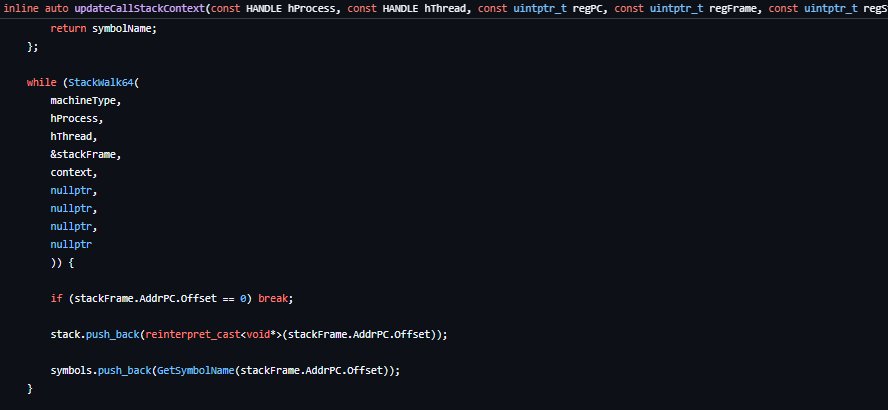 inline auto updateCallStackContext(const HANDLE hProcess, const HANDLE hThread, const uintptr_t regPC, const uintptr_t regFrame, const uintptr_t
return symbolName;
};
while (StackWalk64(
machineType,
hProcess,
hThread,
&stackFrame,
context,
nullptr,
nullptr,
nullptr,
nullptr
)) {
if (stackFrame.AddrPC.Offset == 0) break;
stack.push_back(reinterpret_cast<void*>(stackFrame.AddrPC.Offset));
symbols.push_back(GetSymbolName(stackFrame.AddrPC.Offset));
}